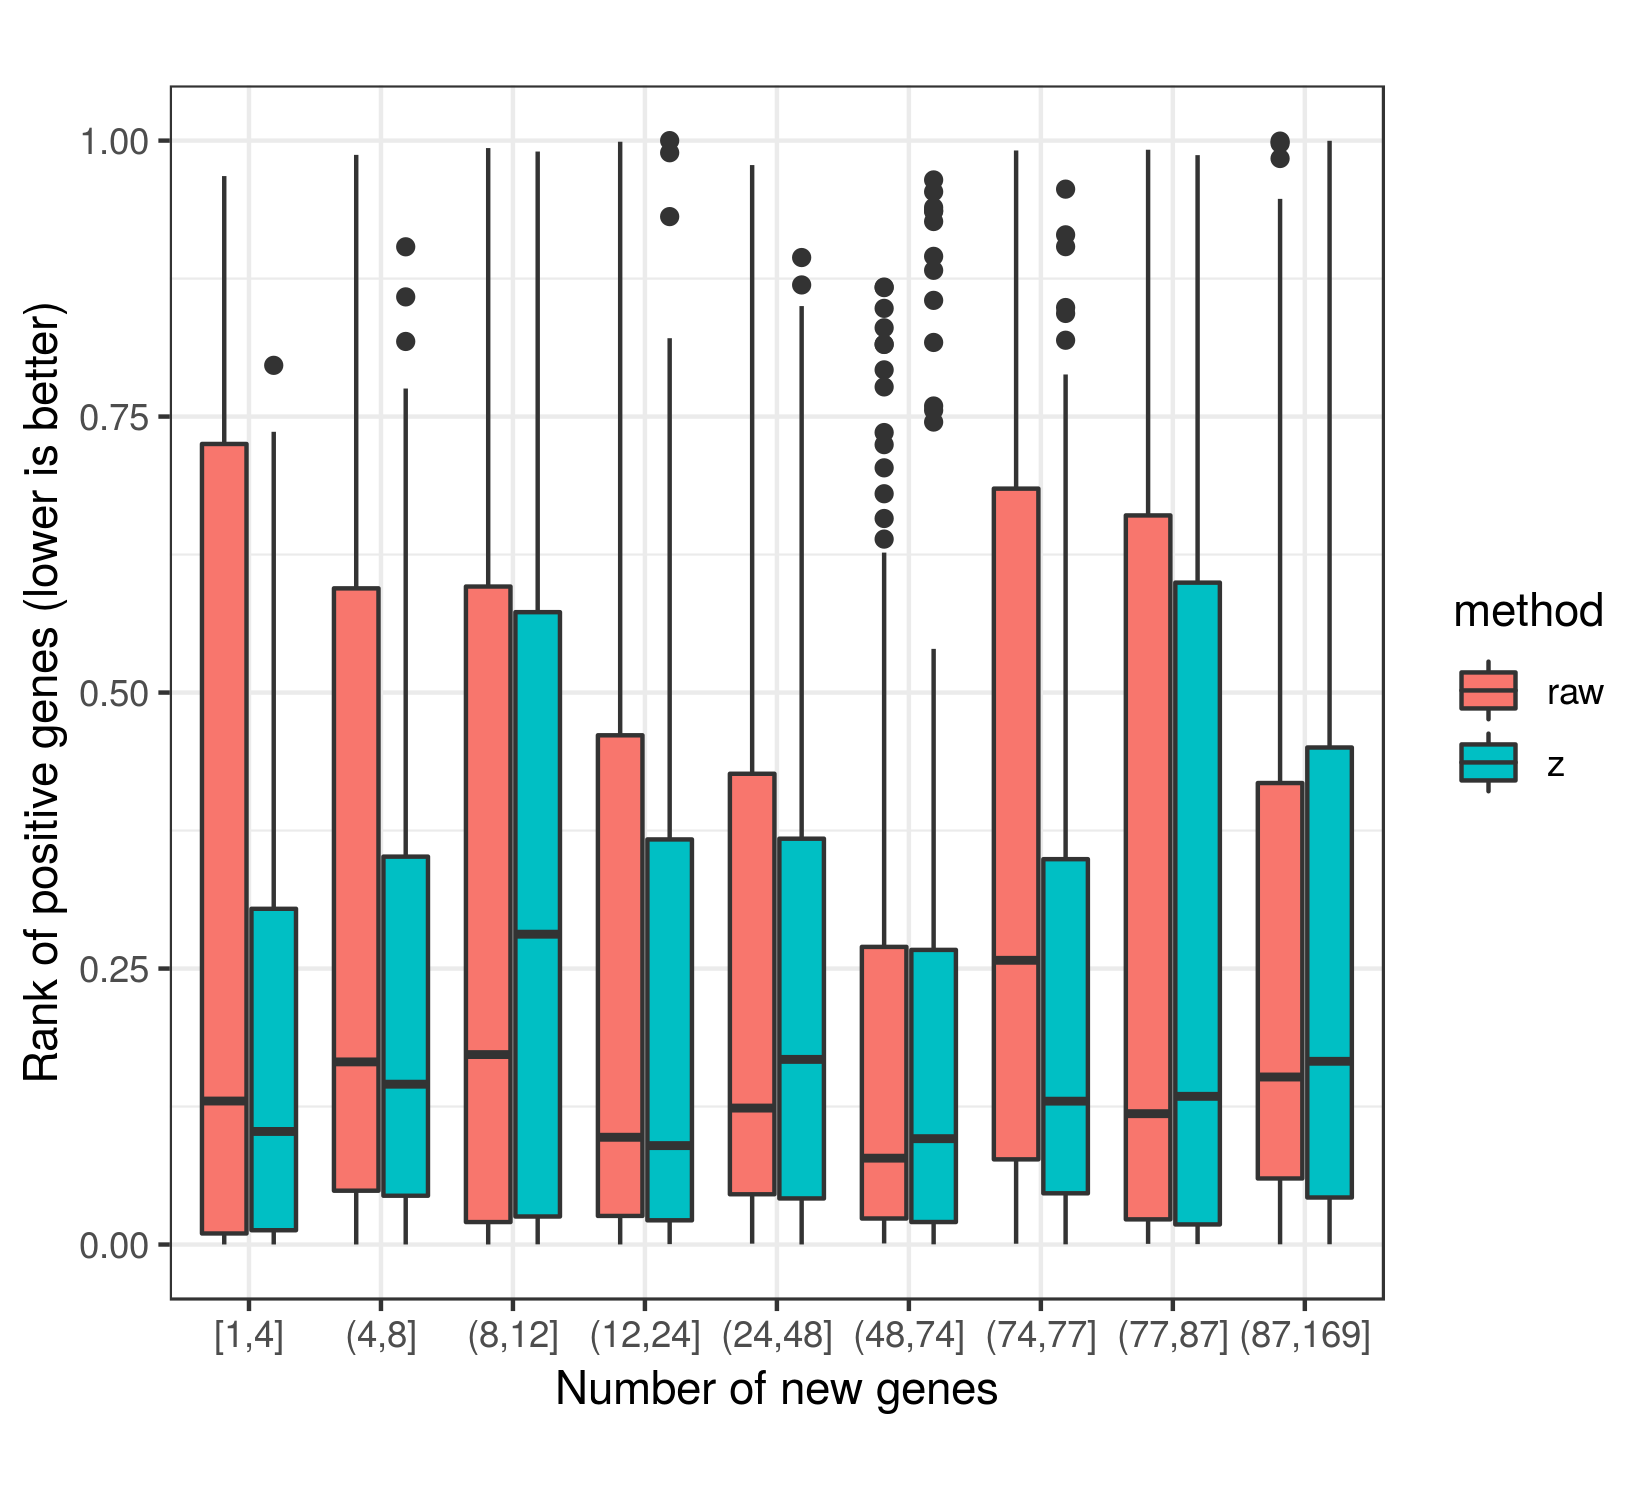 Rank of positive genes (lower is better)
1.00
0.75
0.50
0.25
0.00
[1,4] (4,8] (8,12] (12,24] (24,48] (48,74] (74,77] (77,87] (87,169]
Number of new genes
method
raw
z